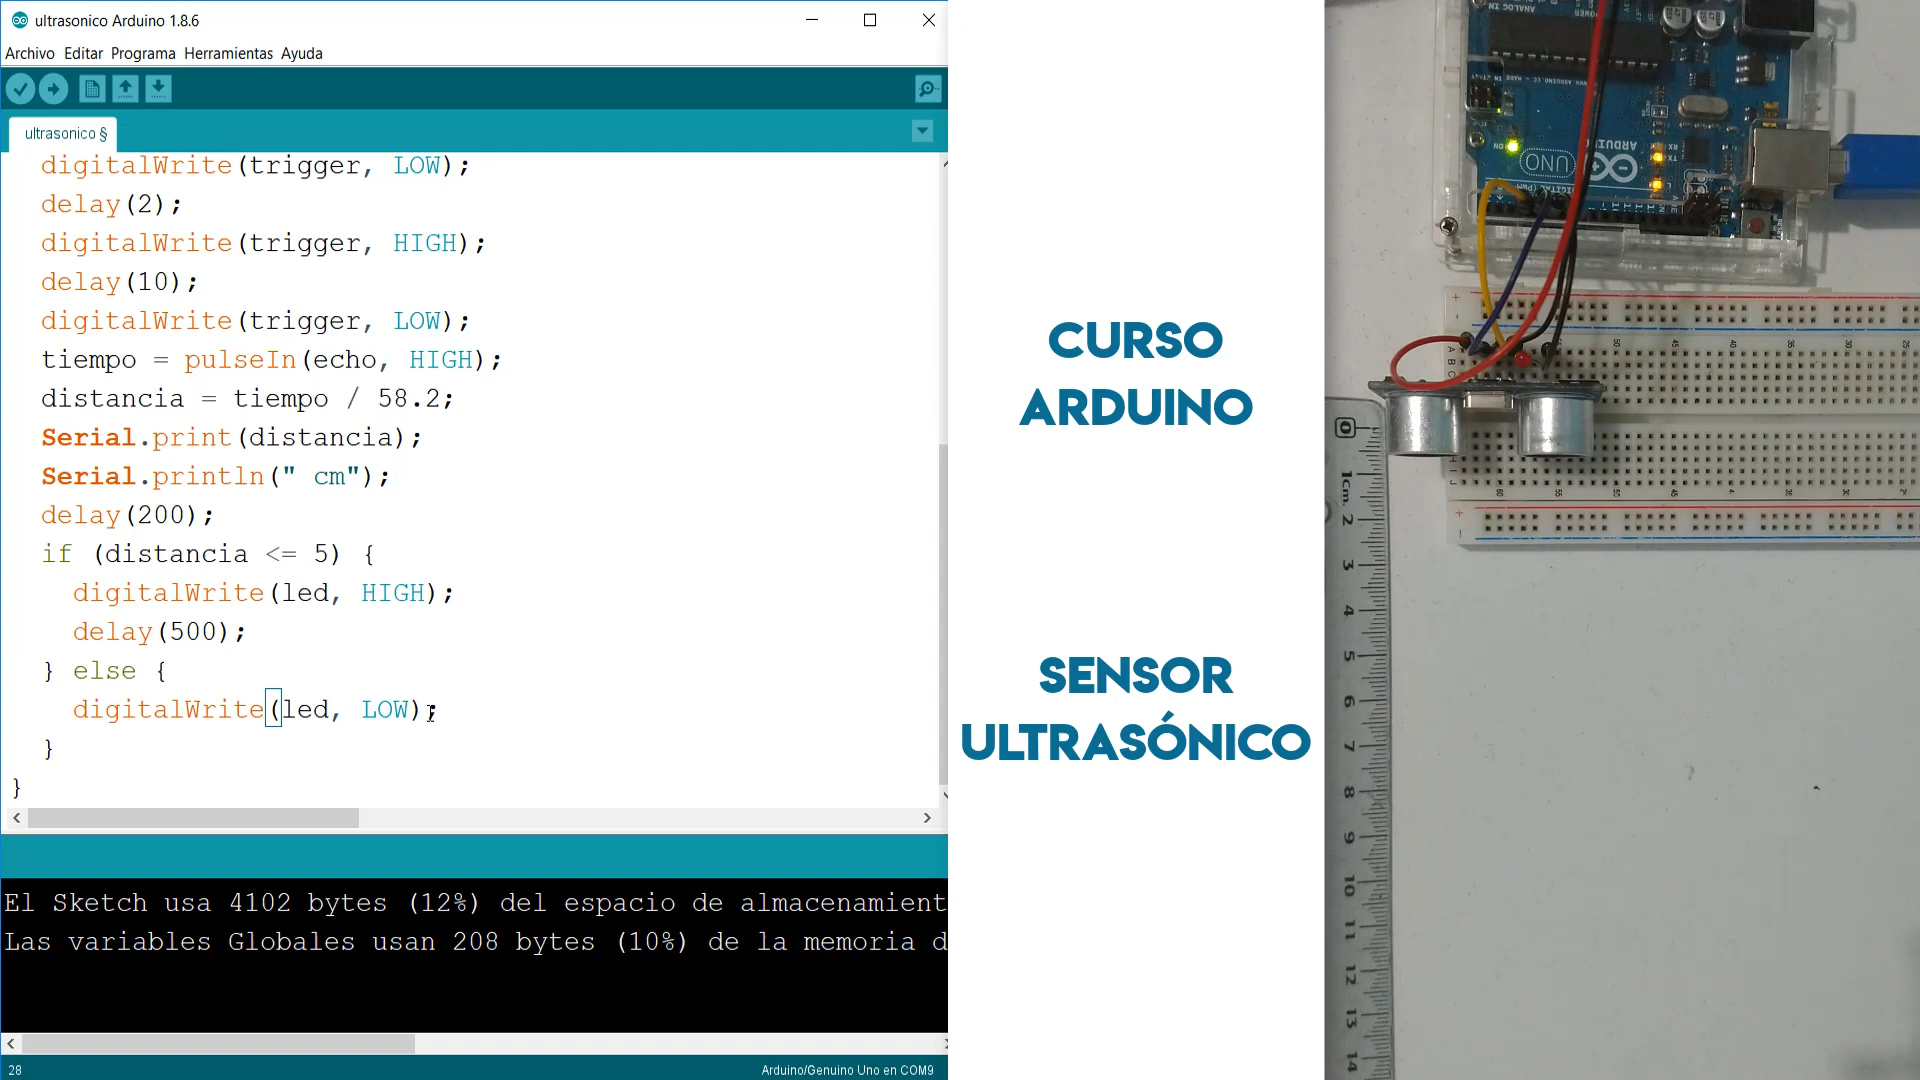 ultrasonico Arduino 1.8.6
Archivo Editar Programa Herramientas Ayuda
ultrasonico §
digitalWrite(trigger, LOW);
delay(2);
digitalWrite(trigger, HIGH);
delay(10);
digitalWrite(trigger, LOW);
tiempo = pulseIn(echo, HIGH);
distancia = tiempo / 58.2;
Serial.print(distancia);
Serial.println(" cm");
delay(200);
if (distancia <= 5) {
digitalWrite(led, HIGH);
delay(500);
} else {
digitalWrite(led, LOW);
}
}
El Sketch usa 4102 bytes (12%) del espacio de almacenamient
Las variables Globales usan 208 bytes (10%) de la memoria d
28
Arduino/Genuino Uno en COM9
CURSO
ARDUINO
SENSOR
ULTRASÓNICO
UNO
ON
TX
RX
0
1cm.
2
3
4
5
6
7
8
9
10
11
12
13
14